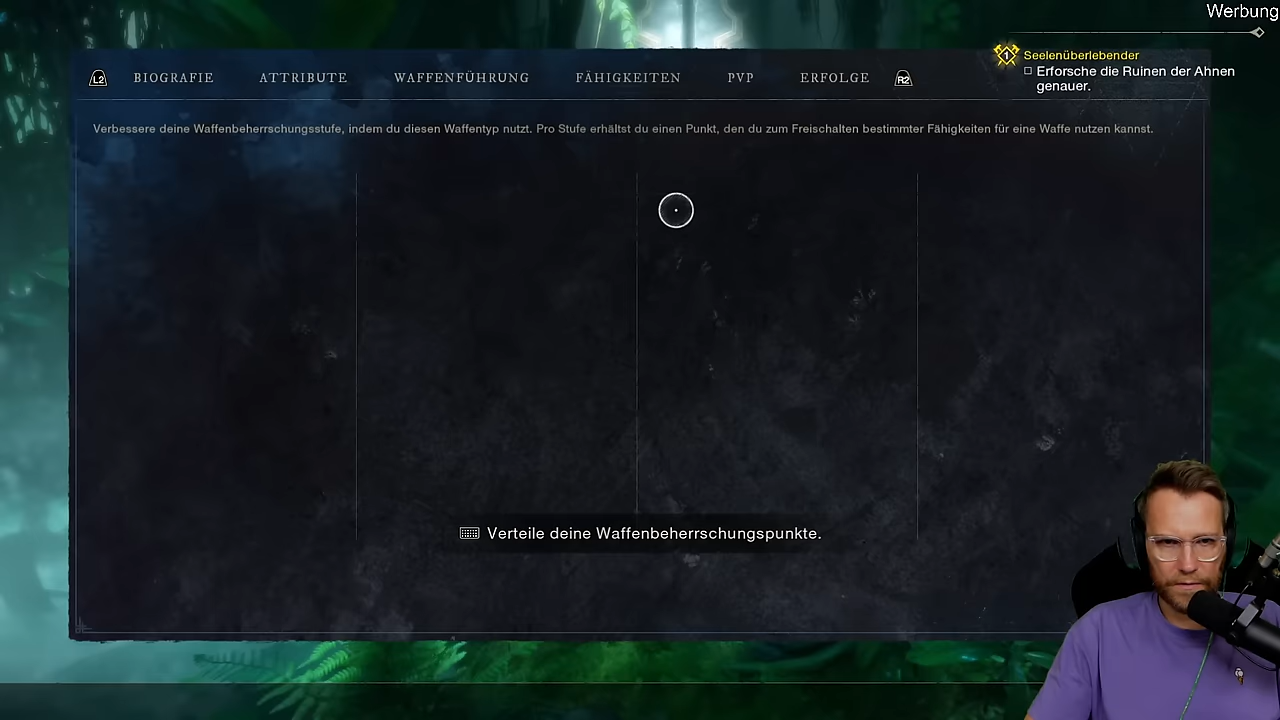 Werbung
L2 BIOGRAFIE ATTRIBUTE WAFFENFÜHRUNG FÄHIGKEITEN PVP ERFOLGE R2
1 Seelenüberlebender
Erforsche die Ruinen der Ahnen
genauer.
Verbessere deine Waffenbeherrschungsstufe, indem du diesen Waffentyp nutzt. Pro Stufe erhältst du einen Punkt, den du zum Freischalten bestimmter Fähigkeiten für eine Waffe nutzen kannst.
Verteile deine Waffenbeherrschungspunkte.